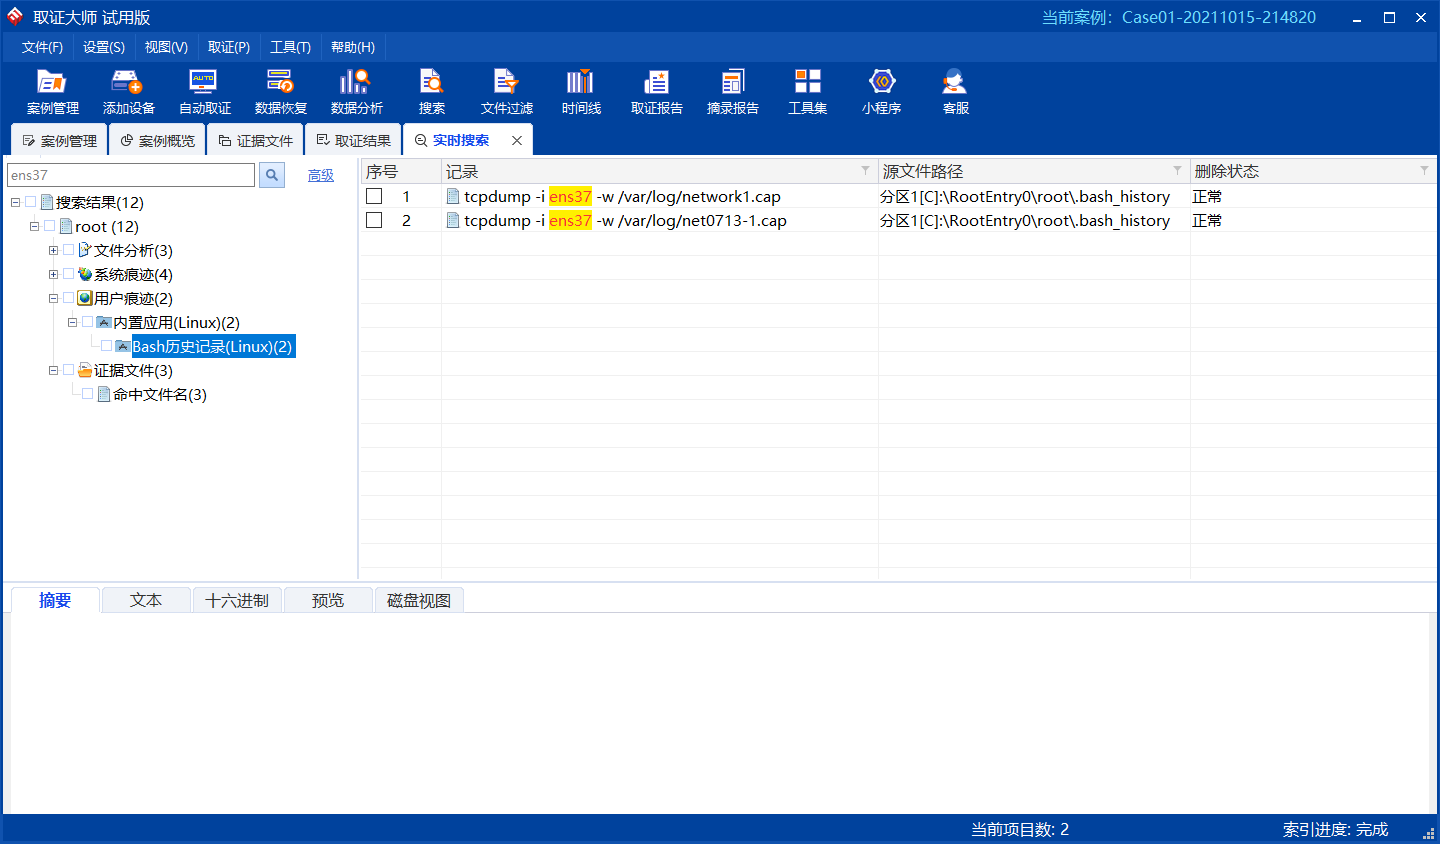 取证大师 试用版
当前案例：Case01-20211015-214820
文件(F) 设置(S) 视图(V) 取证(P) 工具(T) 帮助(H)
AUTO
案例管理 添加设备 自动取证 数据恢复 数据分析 搜索 文件过滤 时间线 取证报告 摘录报告 工具集 小程序 客服
案例管理 案例概览 证据文件 取证结果 实时搜索
ens37 高级
序号 记录 源文件路径 删除状态
1 tcpdump -i ens37 -w /var/log/network1.cap 分区1[C]:\RootEntry0\root\.bash_history 正常
2 tcpdump -i ens37 -w /var/log/net0713-1.cap 分区1[C]:\RootEntry0\root\.bash_history 正常
搜索结果(12)
root (12)
文件分析(3)
系统痕迹(4)
用户痕迹(2)
内置应用(Linux)(2)
Bash历史记录(Linux)(2)
证据文件(3)
命中文件名(3)
摘要 文本 十六进制 预览 磁盘视图
当前项目数: 2 索引进度: 完成